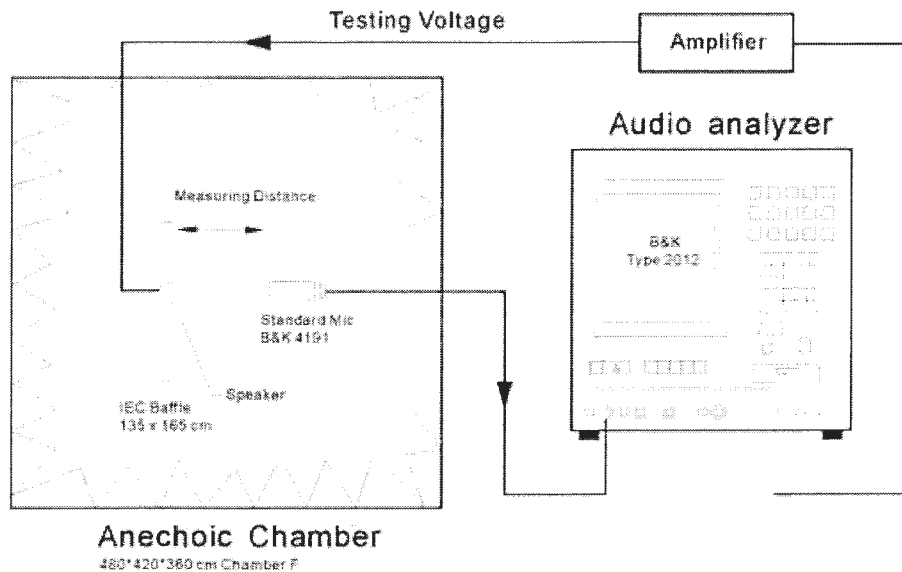 Testing Voltage
Amplifier
Audio analyzer
Measuring Distance
B&K
Type 2012
Standard Mic
B&K 4191
Speaker
IEC Baffle
135 x 165 cm
Anechoic Chamber
480*420*360 cm Chamber F